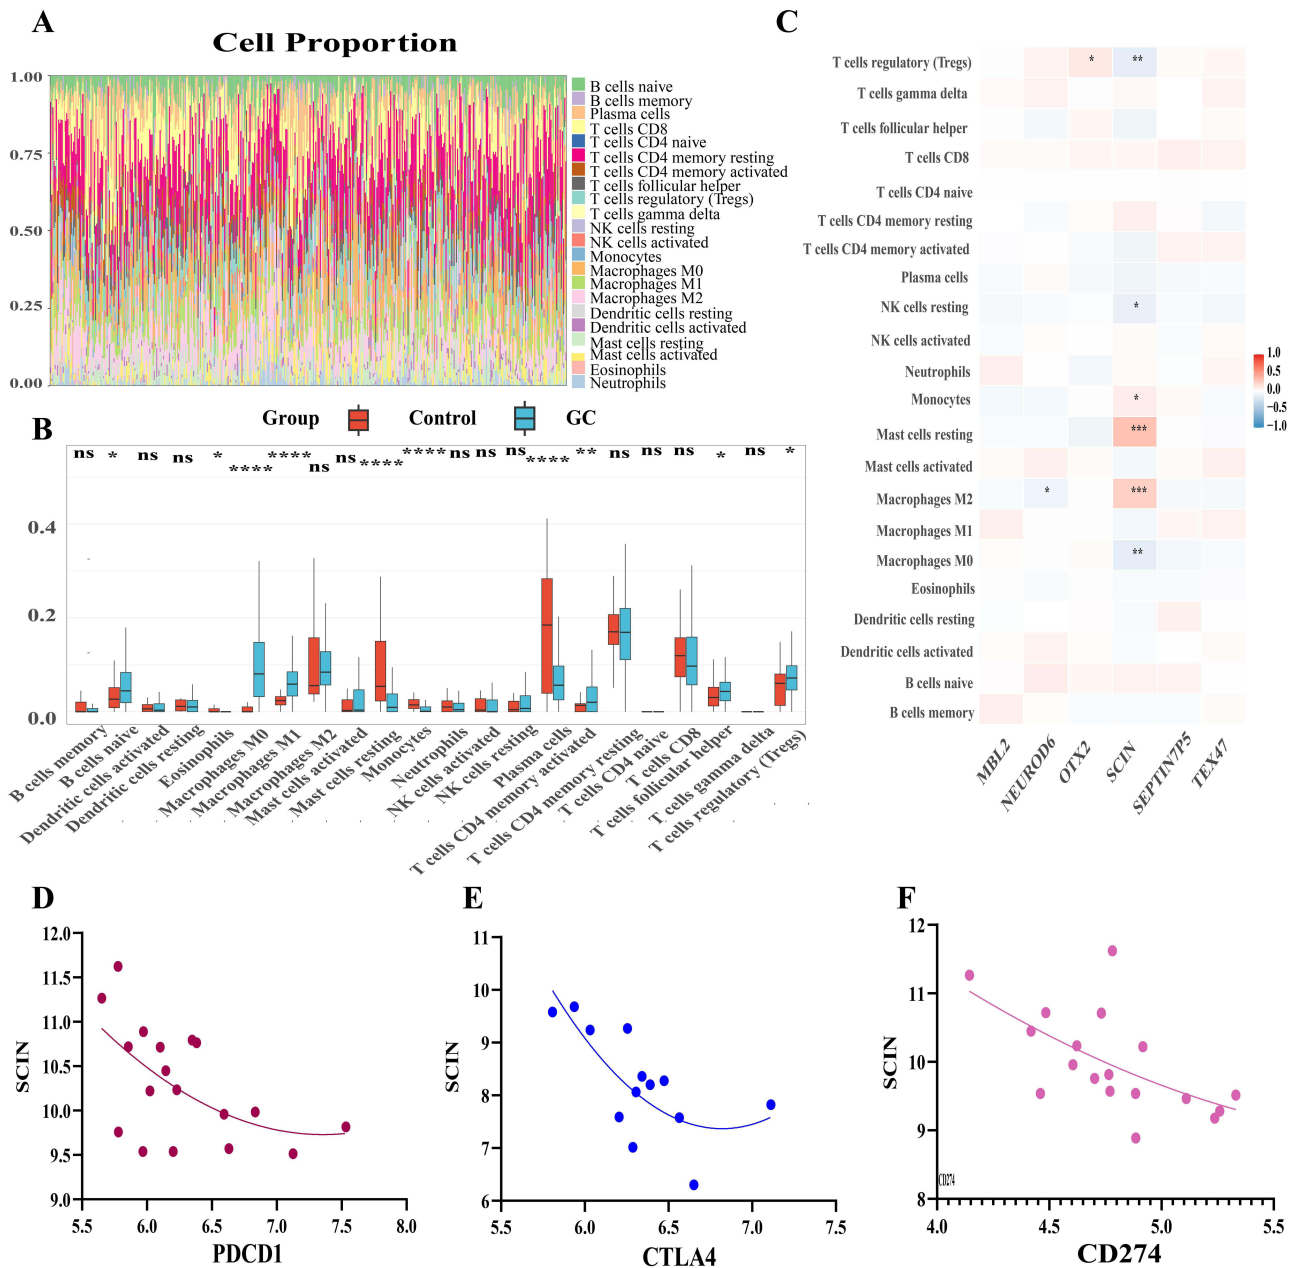 A
Cell Proportion
1.00
0.75
0.50
0.25
0.00
B cells naive
B cells memory
Plasma cells
T cells CD8
T cells CD4 naive
T cells CD4 memory resting
T cells CD4 memory activated
T cells follicular helper
T cells regulatory (Tregs)
T cells gamma delta
NK cells resting
NK cells activated
Monocytes
Macrophages M0
Macrophages M1
Macrophages M2
Dendritic cells resting
Dendritic cells activated
Mast cells resting
Mast cells activated
Eosinophils
Neutrophils
B
Group Control GC
ns * ns ns * **** **** ns ns **** **** ns ns ns **** ** ns ns ns * ns *
0.4
0.2
0.0
B cells memory
B cells naive
Dendritic cells activated
Dendritic cells resting
Eosinophils
Macrophages M0
Macrophages M1
Macrophages M2
Mast cells activated
Mast cells resting
Monocytes
Neutrophils
NK cells activated
NK cells resting
Plasma cells
T cells CD4 memory activated
T cells CD4 memory resting
T cells CD4 naive
T cells CD8
T cells follicular helper
T cells gamma delta
T cells regulatory (Tregs)
C
T cells regulatory (Tregs) * **
T cells gamma delta
T cells follicular helper
T cells CD8
T cells CD4 naive
T cells CD4 memory resting
T cells CD4 memory activated
Plasma cells
NK cells resting *
NK cells activated
Neutrophils
Monocytes *
Mast cells resting ***
Mast cells activated
Macrophages M2 * ***
Macrophages M1
Macrophages M0 **
Eosinophils
Dendritic cells resting
Dendritic cells activated
B cells naive
B cells memory
MBL2
NEUROD6
OTX2
SCIN
SEPTIN7P5
TEX47
1.0
0.5
0.0
−0.5
−1.0
D
12.0
11.5
11.0
10.5
10.0
9.5
9.0
SCIN
5.5 6.0 6.5 7.0 7.5 8.0
PDCD1
E
11
10
9
8
7
6
SCIN
5.5 6.0 6.5 7.0 7.5
CTLA4
F
12
11
10
9
8
SCIN
CD274
4.0 4.5 5.0 5.5
CD274